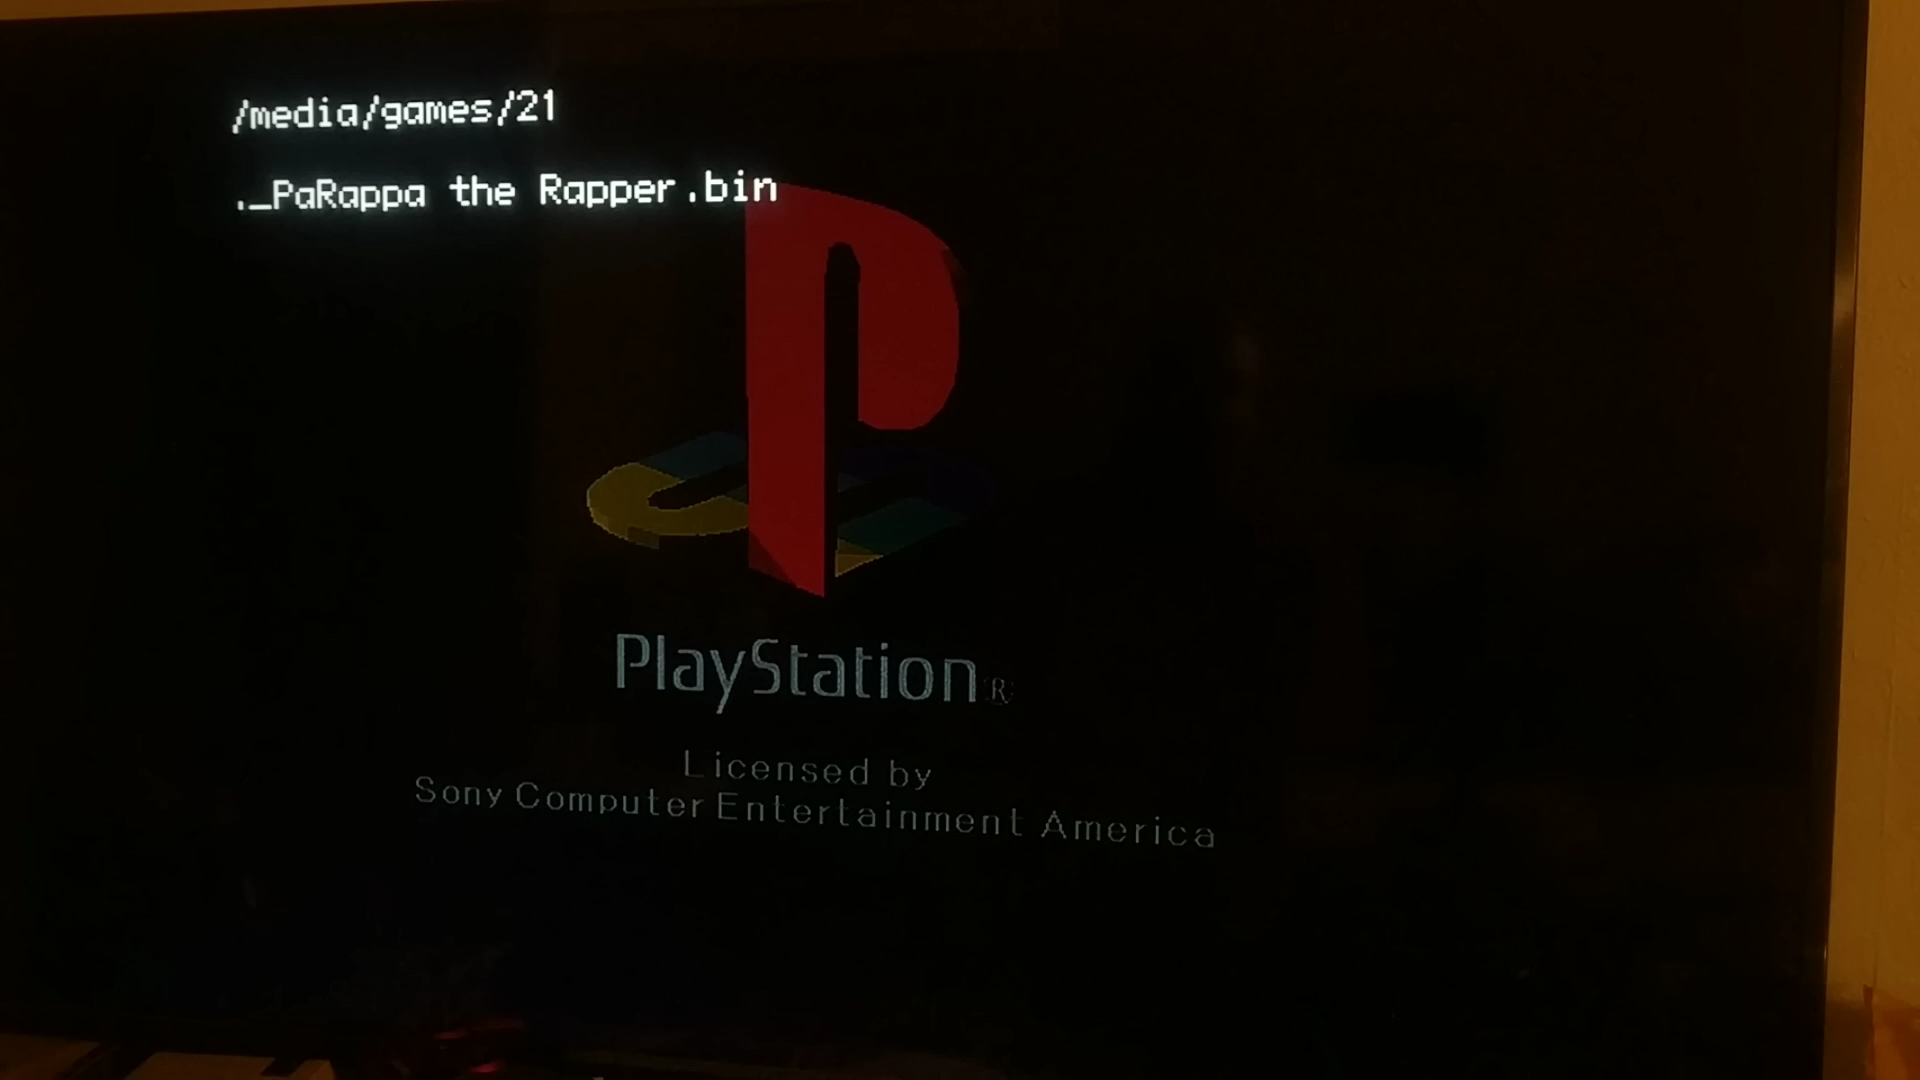 /media/games/21
._PaRappa the Rapper.bin
PlayStation®
Licensed by
Sony Computer Entertainment America